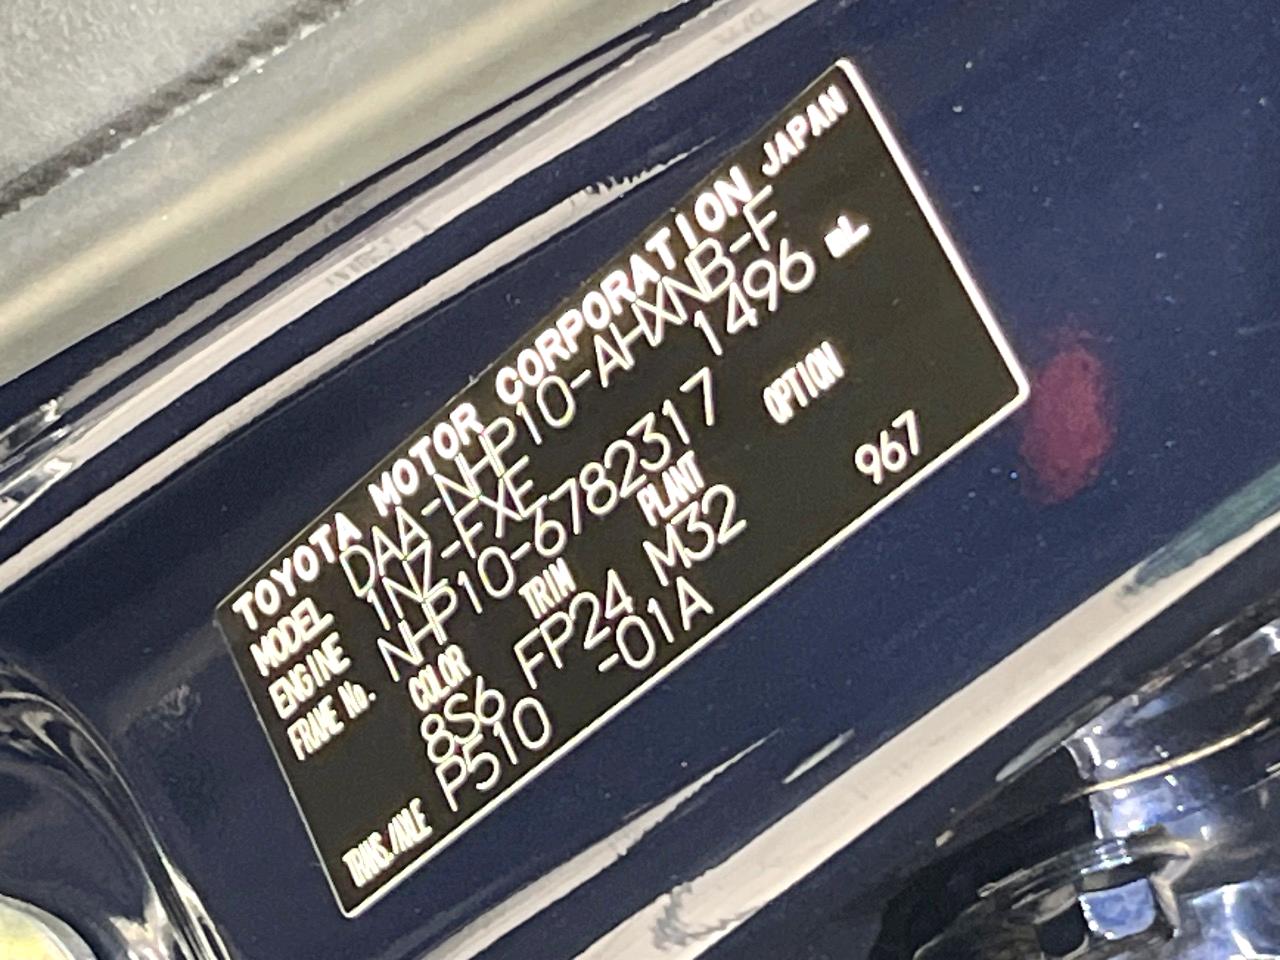 TOYOTA MOTOR CORPORATION JAPAN
MODEL DAA-NHP10-AHXNB-F
ENGINE 1NZ-FXE 1496 mL
FRAME No. NHP10-6782317
COLOR TRIM PLANT OPTION
8S6 FP24 M32 967
TRANS./AXLE P510 -01A